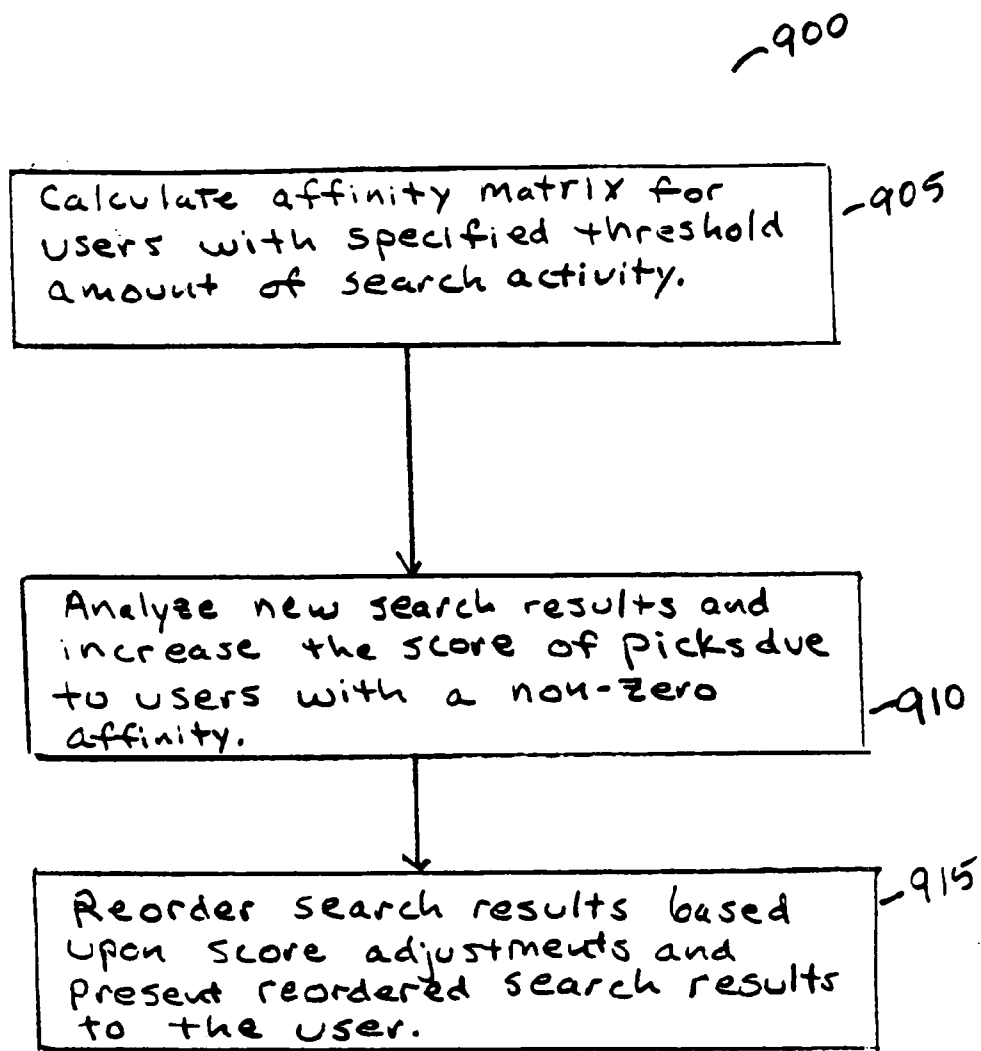 900
Calculate affinity matrix for
users with specified threshold
amount of search activity.
905
Analyze new search results and
increase the score of picks due
to users with a non-zero
affinity.
910
Reorder search results based
upon score adjustments and
present reordered search results
to the user.
915